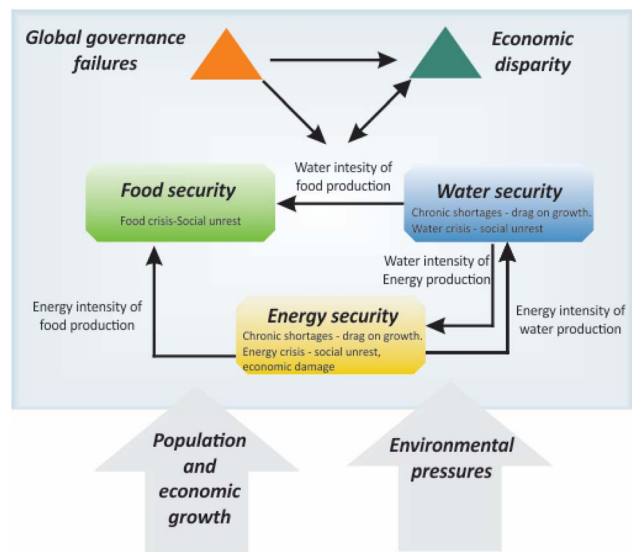 Global governance
failures
Economic
disparity
Water intesity of
food production
Food security
Food crisis-Social unrest
Water security
Chronic shortages - drag on growth.
Water crisis - social unrest
Water intensity of
Energy production
Energy intensity of
food production
Energy security
Chronic shortages - drag on growth.
Energy crisis - social unrest,
economic damage
Energy intensity of
water production
Population
and
economic
growth
Environmental
pressures